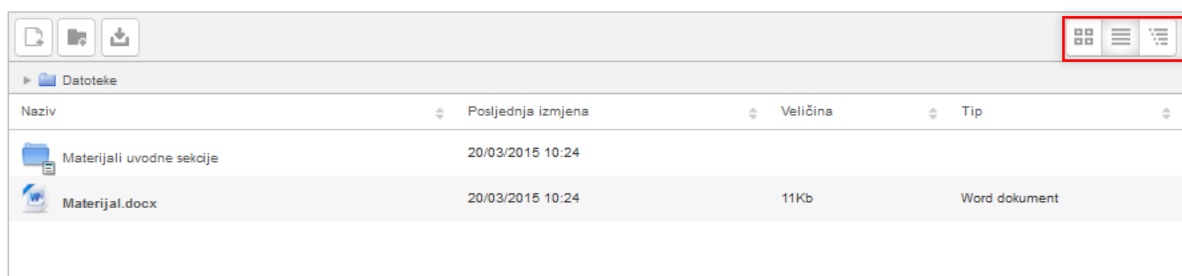 Datoteke
Naziv Posljednja izmjena Veličina Tip
Materijali uvodne sekcije 20/03/2015 10:24
Materijal.docx 20/03/2015 10:24 11Kb Word dokument